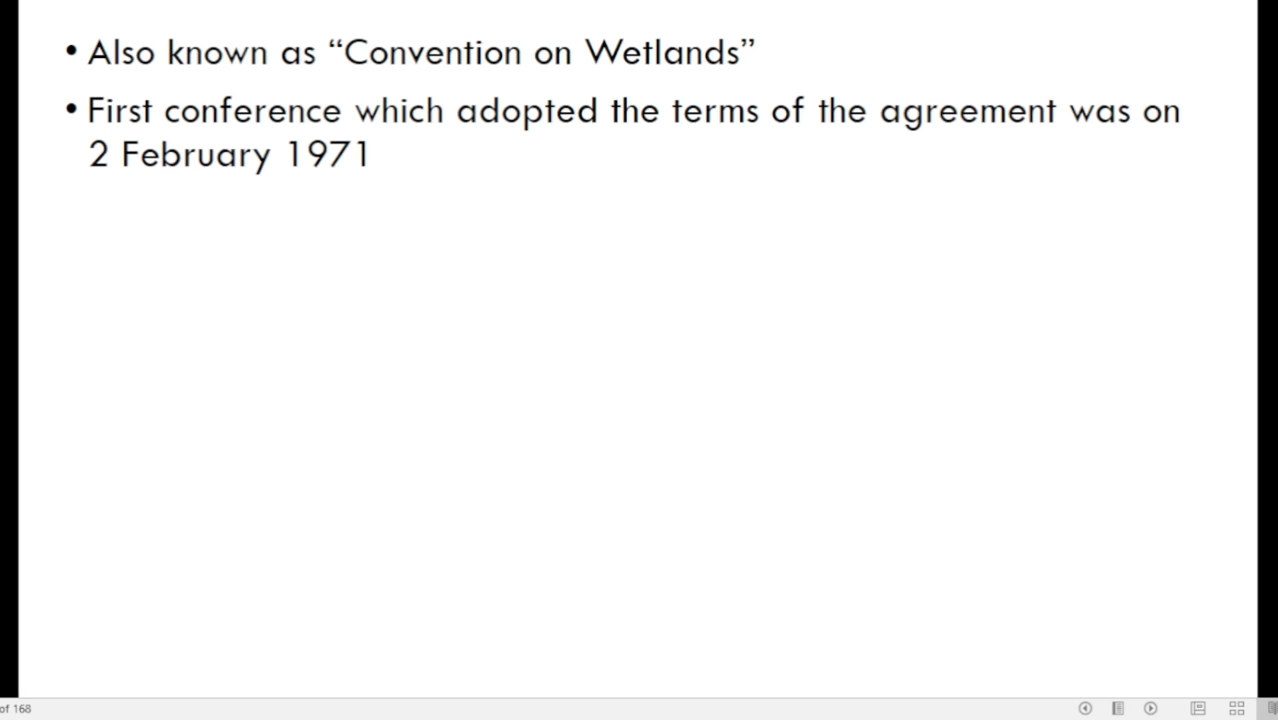 • Also known as “Convention on Wetlands”
• First conference which adopted the terms of the agreement was on
2 February 1971
of 168